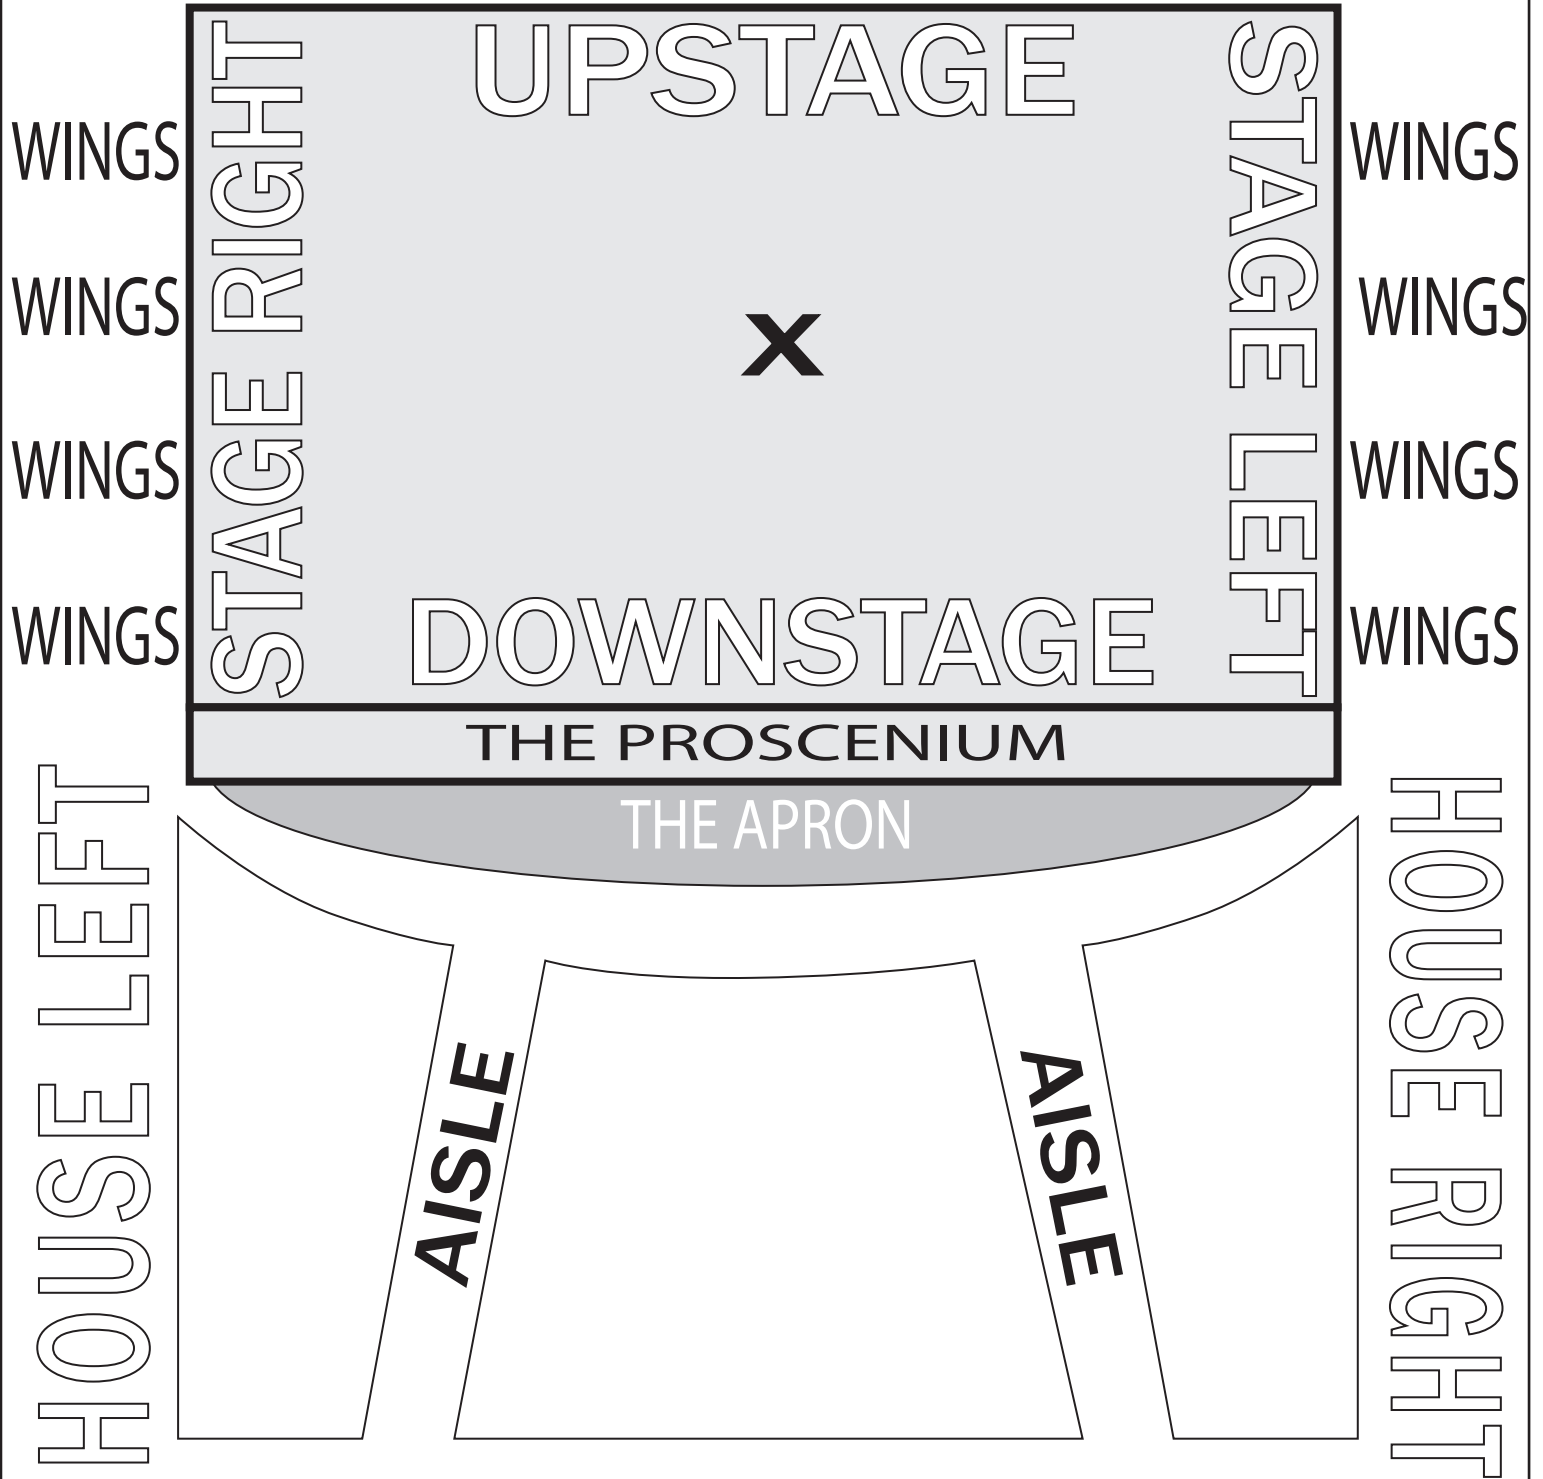 UPSTAGE
STAGE RIGHT
STAGE LEFT
WINGS
WINGS
WINGS
WINGS
X
WINGS
WINGS
WINGS
WINGS
DOWNSTAGE
THE PROSCENIUM
THE APRON
HOUSE LEFT
AISLE
AISLE
HOUSE RIGHT